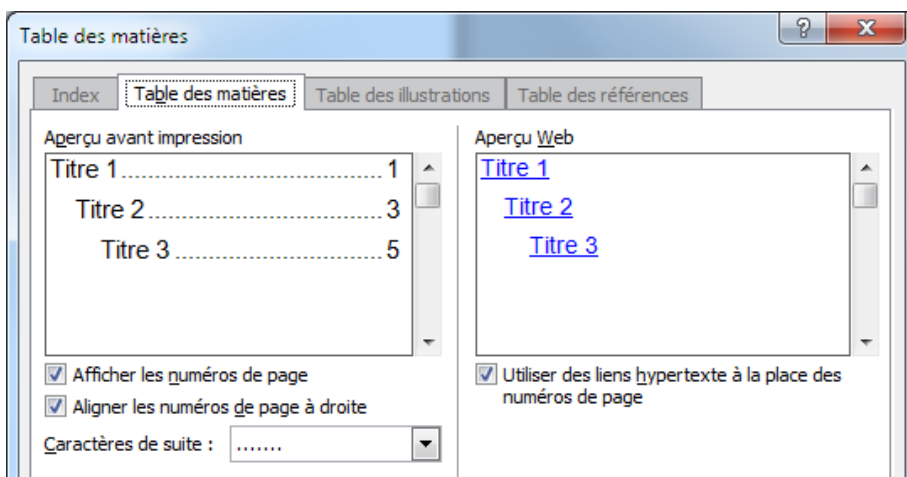 Table des matières
Index Table des matières Table des illustrations Table des références
Aperçu avant impression
Titre 1................................. 1
Titre 2.............................. 3
Titre 3 .......................... 5
Afficher les numéros de page
Aligner les numéros de page à droite
Caractères de suite : .......
Aperçu Web
Titre 1
Titre 2
Titre 3
Utiliser des liens hypertexte à la place des
numéros de page